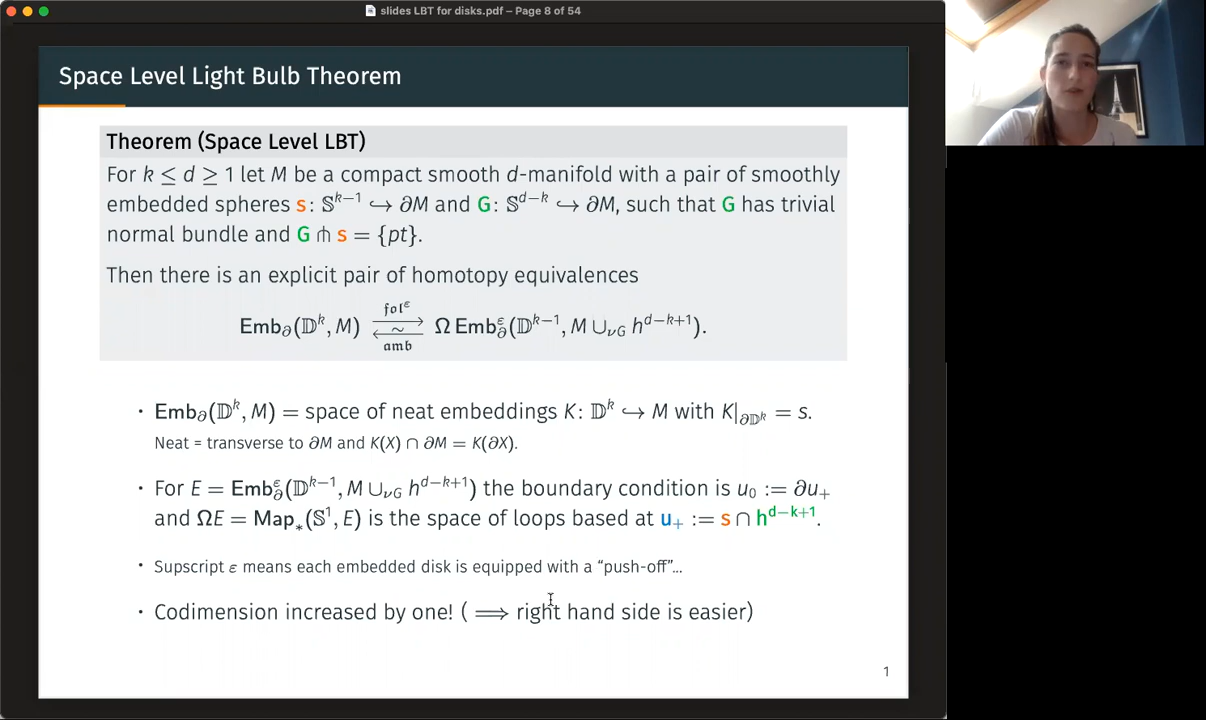 slides LBT for disks.pdf – Page 8 of 54
Space Level Light Bulb Theorem
Theorem (Space Level LBT)
For k ≤ d ≥ 1 let M be a compact smooth d-manifold with a pair of smoothly
embedded spheres s: 𝕊^{k−1} ↪ ∂M and G: 𝕊^{d−k} ↪ ∂M, such that G has trivial
normal bundle and G ⋔ s = {pt}.
Then there is an explicit pair of homotopy equivalences
Emb_∂(𝔻^k, M) ⇄ 𝔣𝔬𝔩^ε ∼ 𝔞𝔪𝔟 Ω Emb^ε_∂(𝔻^{k−1}, M ∪_{νG} h^{d−k+1}).
· Emb_∂(𝔻^k, M) = space of neat embeddings K: 𝔻^k ↪ M with K|_{∂𝔻^k} = s.
Neat = transverse to ∂M and K(X) ∩ ∂M = K(∂X).
· For E = Emb^ε_∂(𝔻^{k−1}, M ∪_{νG} h^{d−k+1}) the boundary condition is u_0 := ∂u_+
and ΩE = Map_*(𝕊^1, E) is the space of loops based at u_+ := s ∩ h^{d−k+1}.
· Supscript ε means each embedded disk is equipped with a “push-off”...
· Codimension increased by one! ( ⟹ right hand side is easier)
1